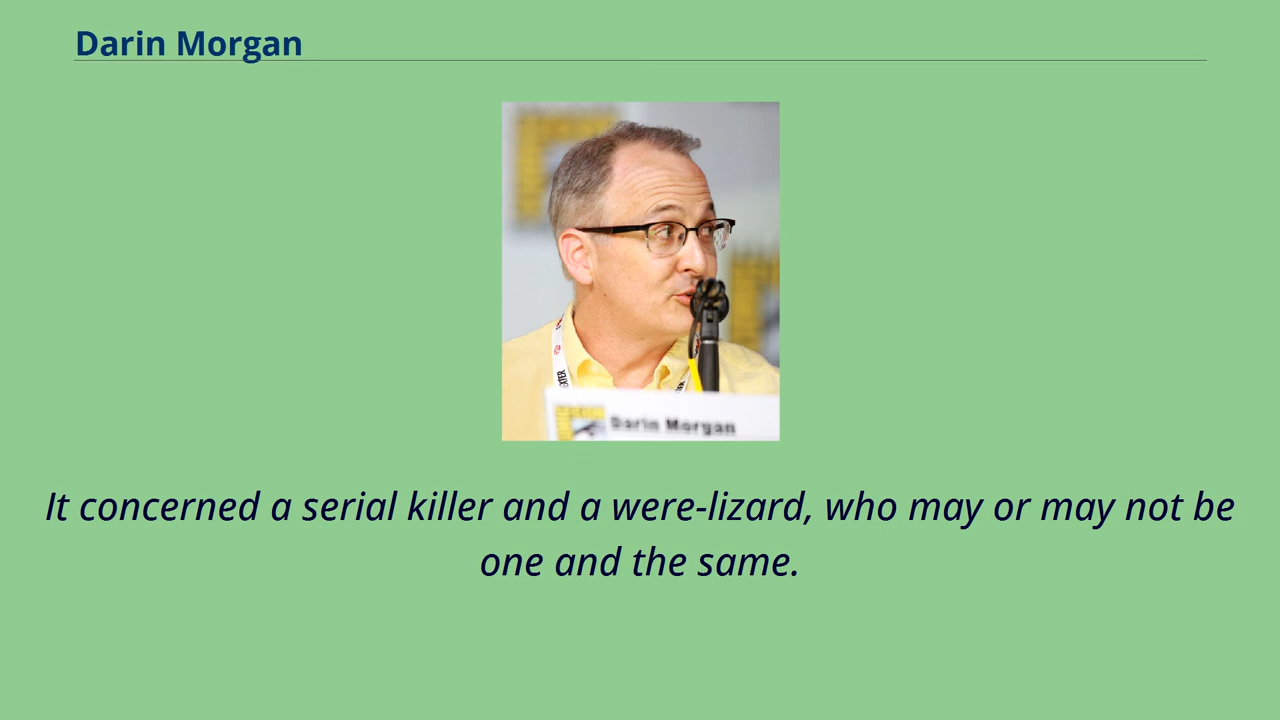 Darin Morgan
Darin Morgan
It concerned a serial killer and a were-lizard, who may or may not be
one and the same.